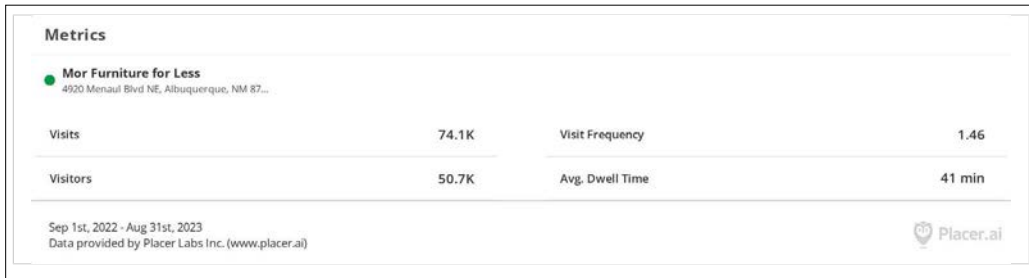 Metrics
Mor Furniture for Less
4920 Menaul Blvd NE, Albuquerque, NM 87...
Visits 74.1K Visit Frequency 1.46
Visitors 50.7K Avg. Dwell Time 41 min
Sep 1st, 2022 - Aug 31st, 2023
Data provided by Placer Labs Inc. (www.placer.ai)
Placer.ai